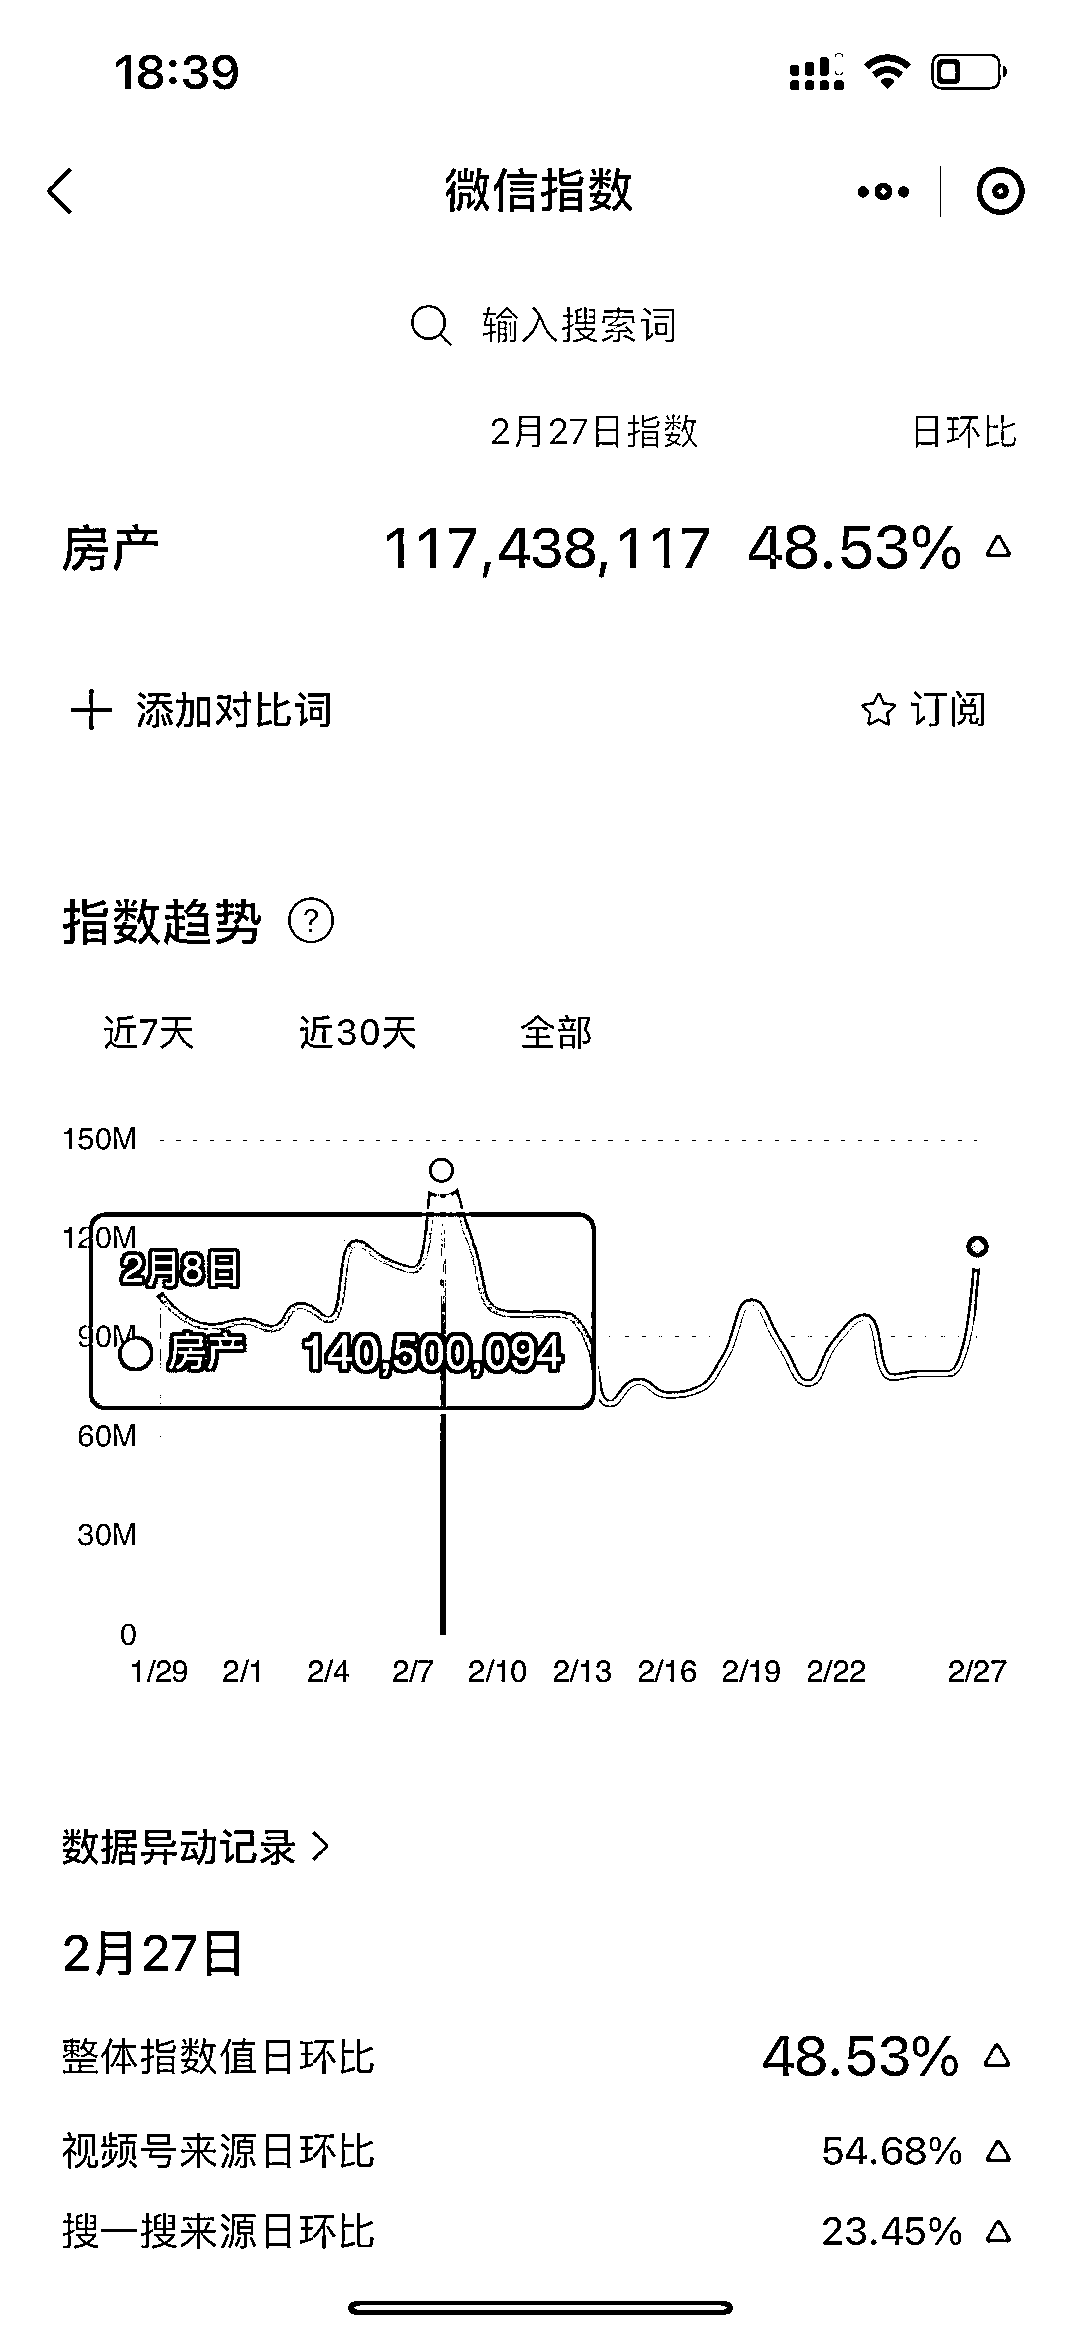 18:39
微信指数
输入搜索词
2月27日指数 日环比
房产 117,438,117 48.53%
添加对比词 订阅
指数趋势 ?
近7天 近30天 全部
150M
120M
2月8日
90M
房产 140,500,094
60M
30M
0
1/29 2/1 2/4 2/7 2/10 2/13 2/16 2/19 2/22 2/27
数据异动记录 >
2月27日
整体指数值日环比 48.53%
视频号来源日环比 54.68%
搜一搜来源日环比 23.45%